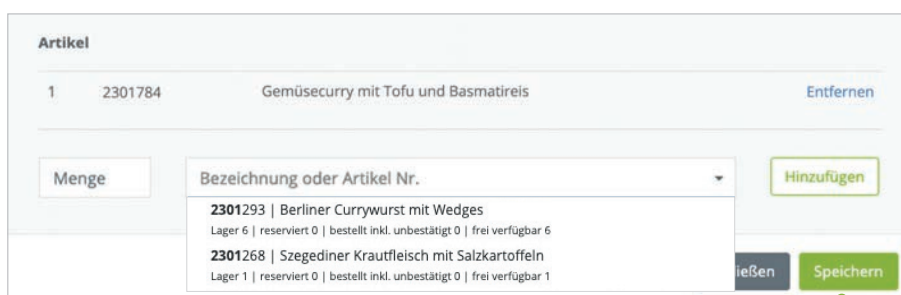 Artikel
1 2301784 Gemüsecurry mit Tofu und Basmatireis Entfernen
Menge Bezeichnung oder Artikel Nr. Hinzufügen
2301293 | Berliner Currywurst mit Wedges
Lager 6 | reserviert 0 | bestellt inkl. unbestätigt 0 | frei verfügbar 6
2301268 | Szegediner Krautfleisch mit Salzkartoffeln
Lager 1 | reserviert 0 | bestellt inkl. unbestätigt 0 | frei verfügbar 1
ießen Speichern